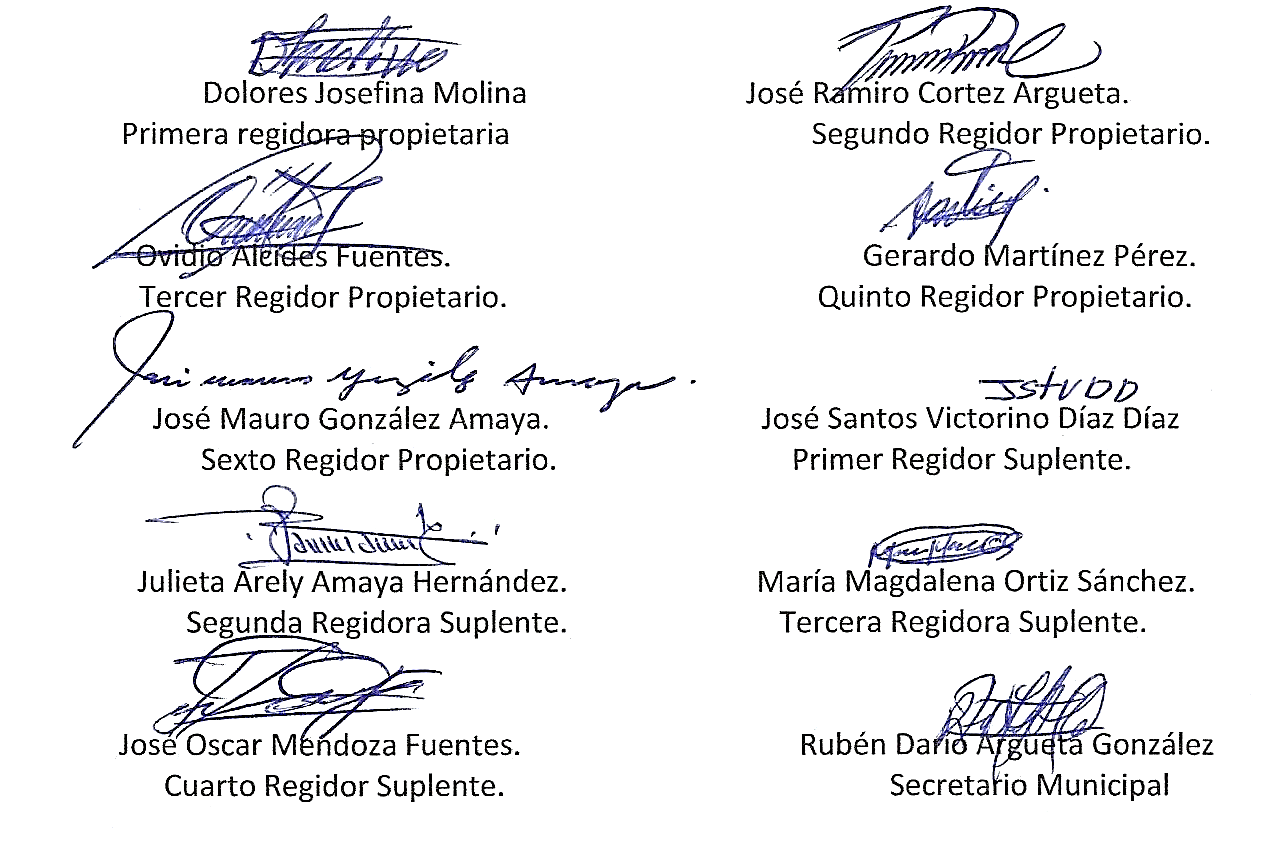 Dolores Josefina Molina
José Ramiro Cortez Argueta.
Primera regidora propietaria
Segundo Regidor Propietario.
Ovidio Alcides Fuentes.
Gerardo Martínez Pérez.
Tercer Regidor Propietario.
Quinto Regidor Propietario.
JStVDD
José Mauro González Amaya.
José Santos Victorino Díaz Díaz
Sexto Regidor Propietario.
Primer Regidor Suplente.
Julieta Arely Amaya Hernández.
María Magdalena Ortiz Sánchez.
Segunda Regidora Suplente.
Tercera Regidora Suplente.
José Oscar Mendoza Fuentes.
Rubén Darío Argueta González
Cuarto Regidor Suplente.
Secretario Municipal